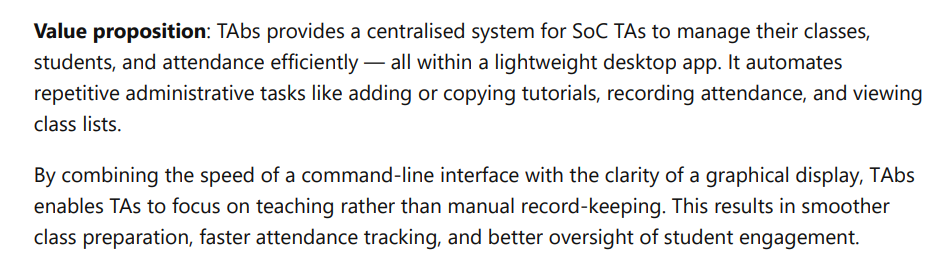 Value proposition: TAbs provides a centralised system for SoC TAs to manage their classes,
students, and attendance efficiently — all within a lightweight desktop app. It automates
repetitive administrative tasks like adding or copying tutorials, recording attendance, and viewing
class lists.
By combining the speed of a command-line interface with the clarity of a graphical display, TAbs
enables TAs to focus on teaching rather than manual record-keeping. This results in smoother
class preparation, faster attendance tracking, and better oversight of student engagement.